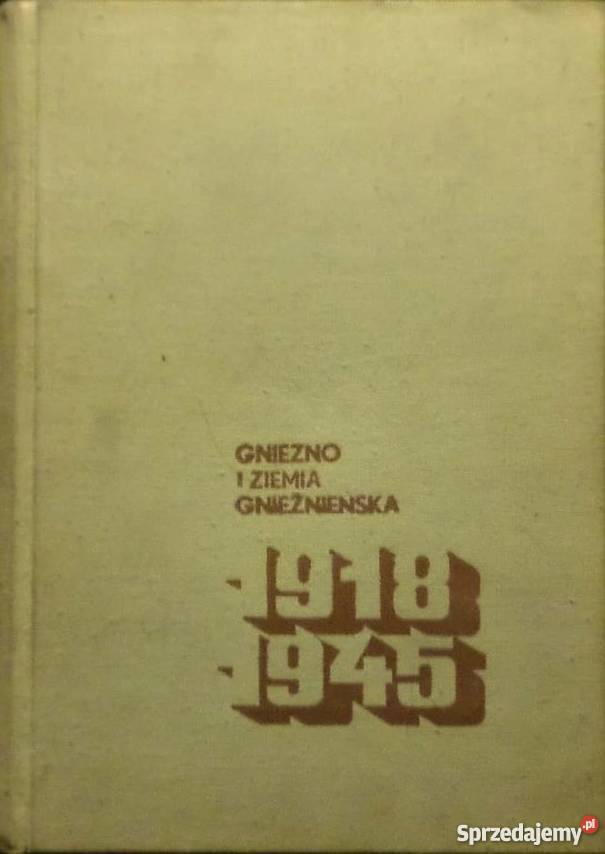 GNIEZNO
I ZIEMIA
GNIEŹNIEŃSKA
1918
1945
Sprzedajemy.pl